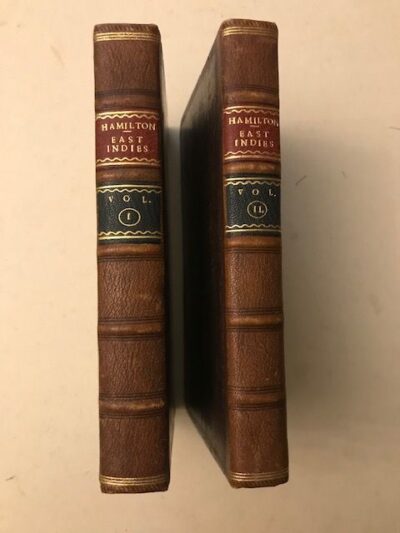 HAMILTON
EAST
INDIES
VOL.
I
HAMILTON
EAST
INDIES
VOL.
II.